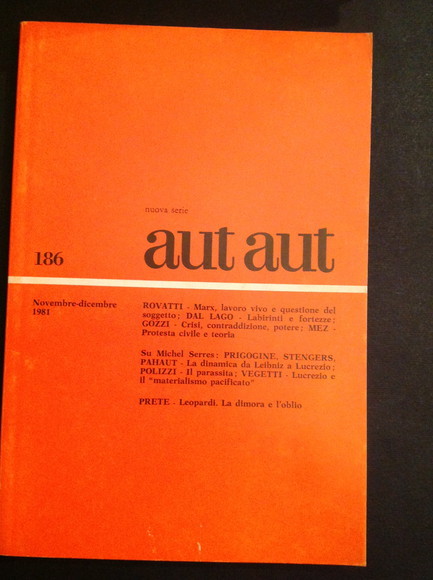 nuova serie
186
aut aut
Novembre-dicembre
1981
ROVATTI - Marx, lavoro vivo e questione del
soggetto; DAL LAGO - Labirinti e fortezze;
GOZZI - Crisi, contraddizione, potere; MEZ -
Protesta civile e teoria
Su Michel Serres: PRIGOGINE, STENGERS,
PAHAUT - La dinamica da Leibniz a Lucrezio;
POLIZZI - Il parassita; VEGETTI - Lucrezio e
il "materialismo pacificato"
PRETE - Leopardi. La dimora e l'oblio